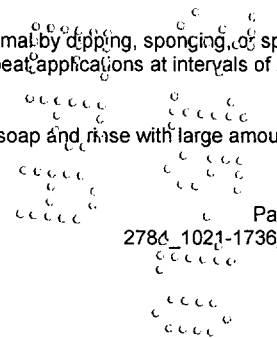 mal by dipping, sponging, or sp
peat applications at intervals of
soap and rinse with large amou
Pa
2784_1021-1736